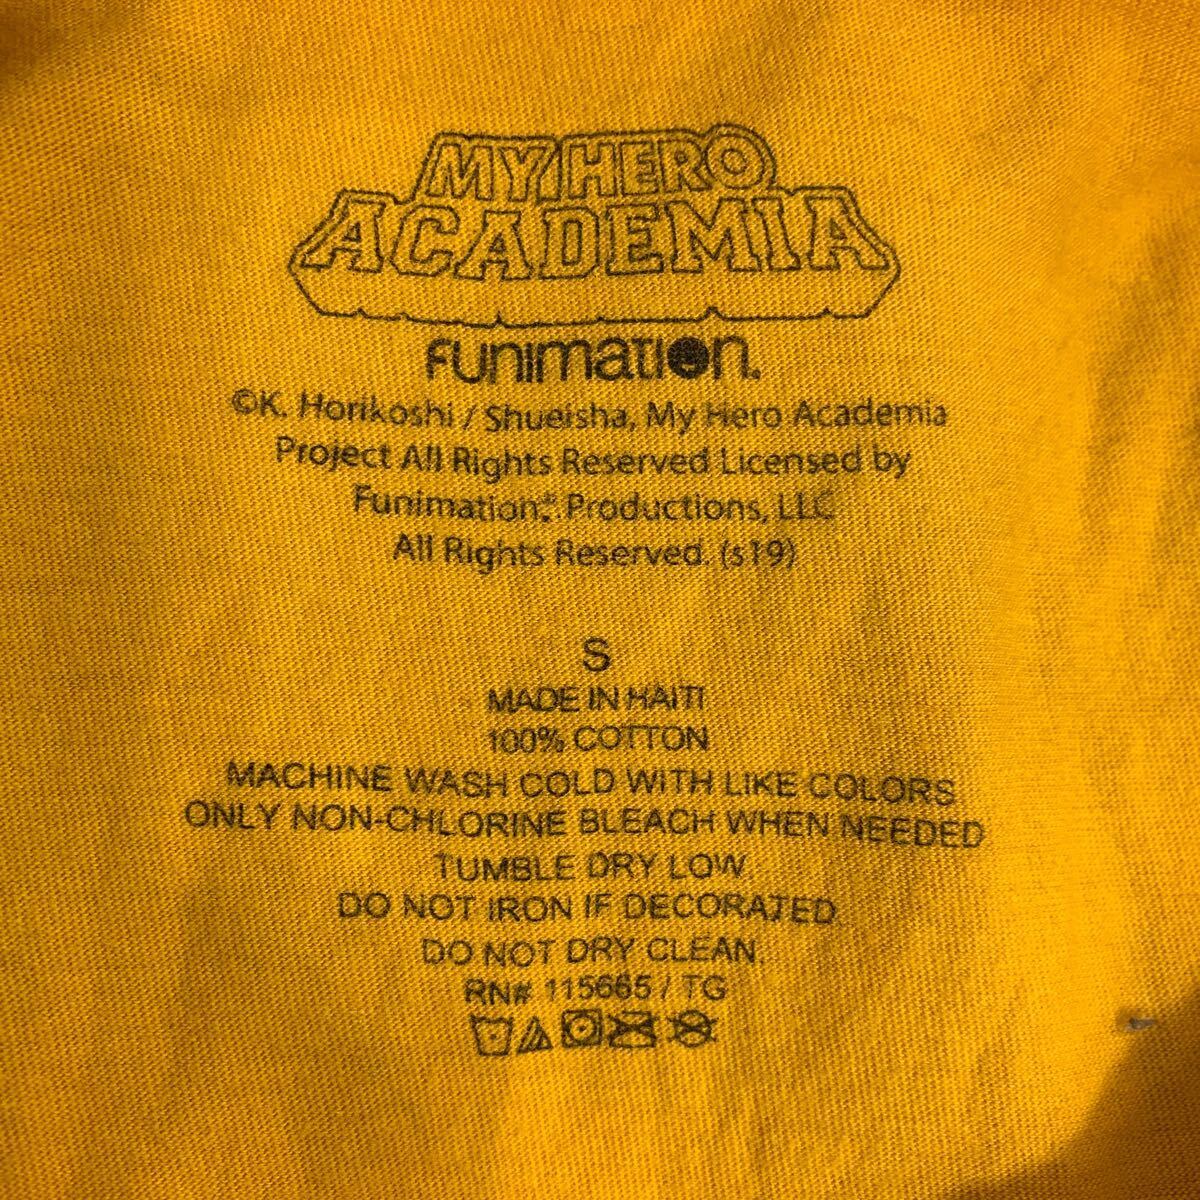 MY HERO
ACADEMIA
FUNIMATION.
©K. Horikoshi / Shueisha, My Hero Academia
Project All Rights Reserved Licensed by
Funimation® Productions, LLC
All Rights Reserved. (s19)
S
MADE IN HAITI
100% COTTON
MACHINE WASH COLD WITH LIKE COLORS
ONLY NON-CHLORINE BLEACH WHEN NEEDED
TUMBLE DRY LOW
DO NOT IRON IF DECORATED
DO NOT DRY CLEAN.
RN# 115665 / TG